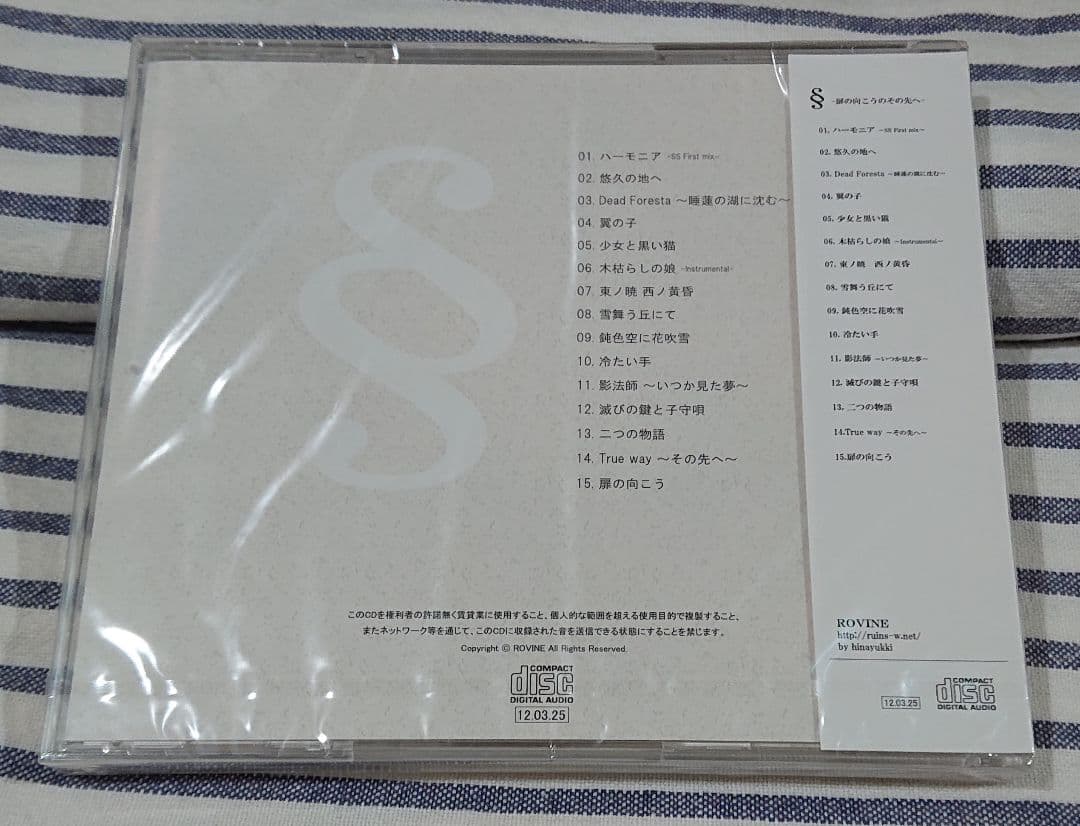 §
01. ハーモニア -SS First mix-
02. 悠久の地へ
03. Dead Foresta ～睡蓮の湖に沈む～
04. 翼の子
05. 少女と黒い猫
06. 木枯らしの娘 -Instrumental-
07. 東ノ暁 西ノ黄昏
08. 雪舞う丘にて
09. 鈍色空に花吹雪
10. 冷たい手
11. 影法師 ～いつか見た夢～
12. 滅びの鍵と子守唄
13. 二つの物語
14. True way ～その先へ～
15. 扉の向こう
このCDを権利者の許諾無く賃貸業に使用すること、個人的な範囲を超える使用目的で複製すること、
またネットワーク等を通じて、このCDに収録された音を送信できる状態にすることを禁じます。
Copyright © ROVINE All Rights Reserved.
COMPACT
disc
DIGITAL AUDIO
12.03.25
§ -扉の向こうのその先へ-
01. ハーモニア ～SS First mix～
02. 悠久の地へ
03. Dead Foresta ～睡蓮の湖に沈む～
04. 翼の子
05. 少女と黒い猫
06. 木枯らしの娘 ～Instrumental～
07. 東ノ暁 西ノ黄昏
08. 雪舞う丘にて
09. 鈍色空に花吹雪
10. 冷たい手
11. 影法師 ～いつか見た夢～
12. 滅びの鍵と子守唄
13. 二つの物語
14.True way ～その先へ～
15.扉の向こう
ROVINE
http://ruins-w.net/
by hinayukki
12.03.25
COMPACT
disc
DIGITAL AUDIO